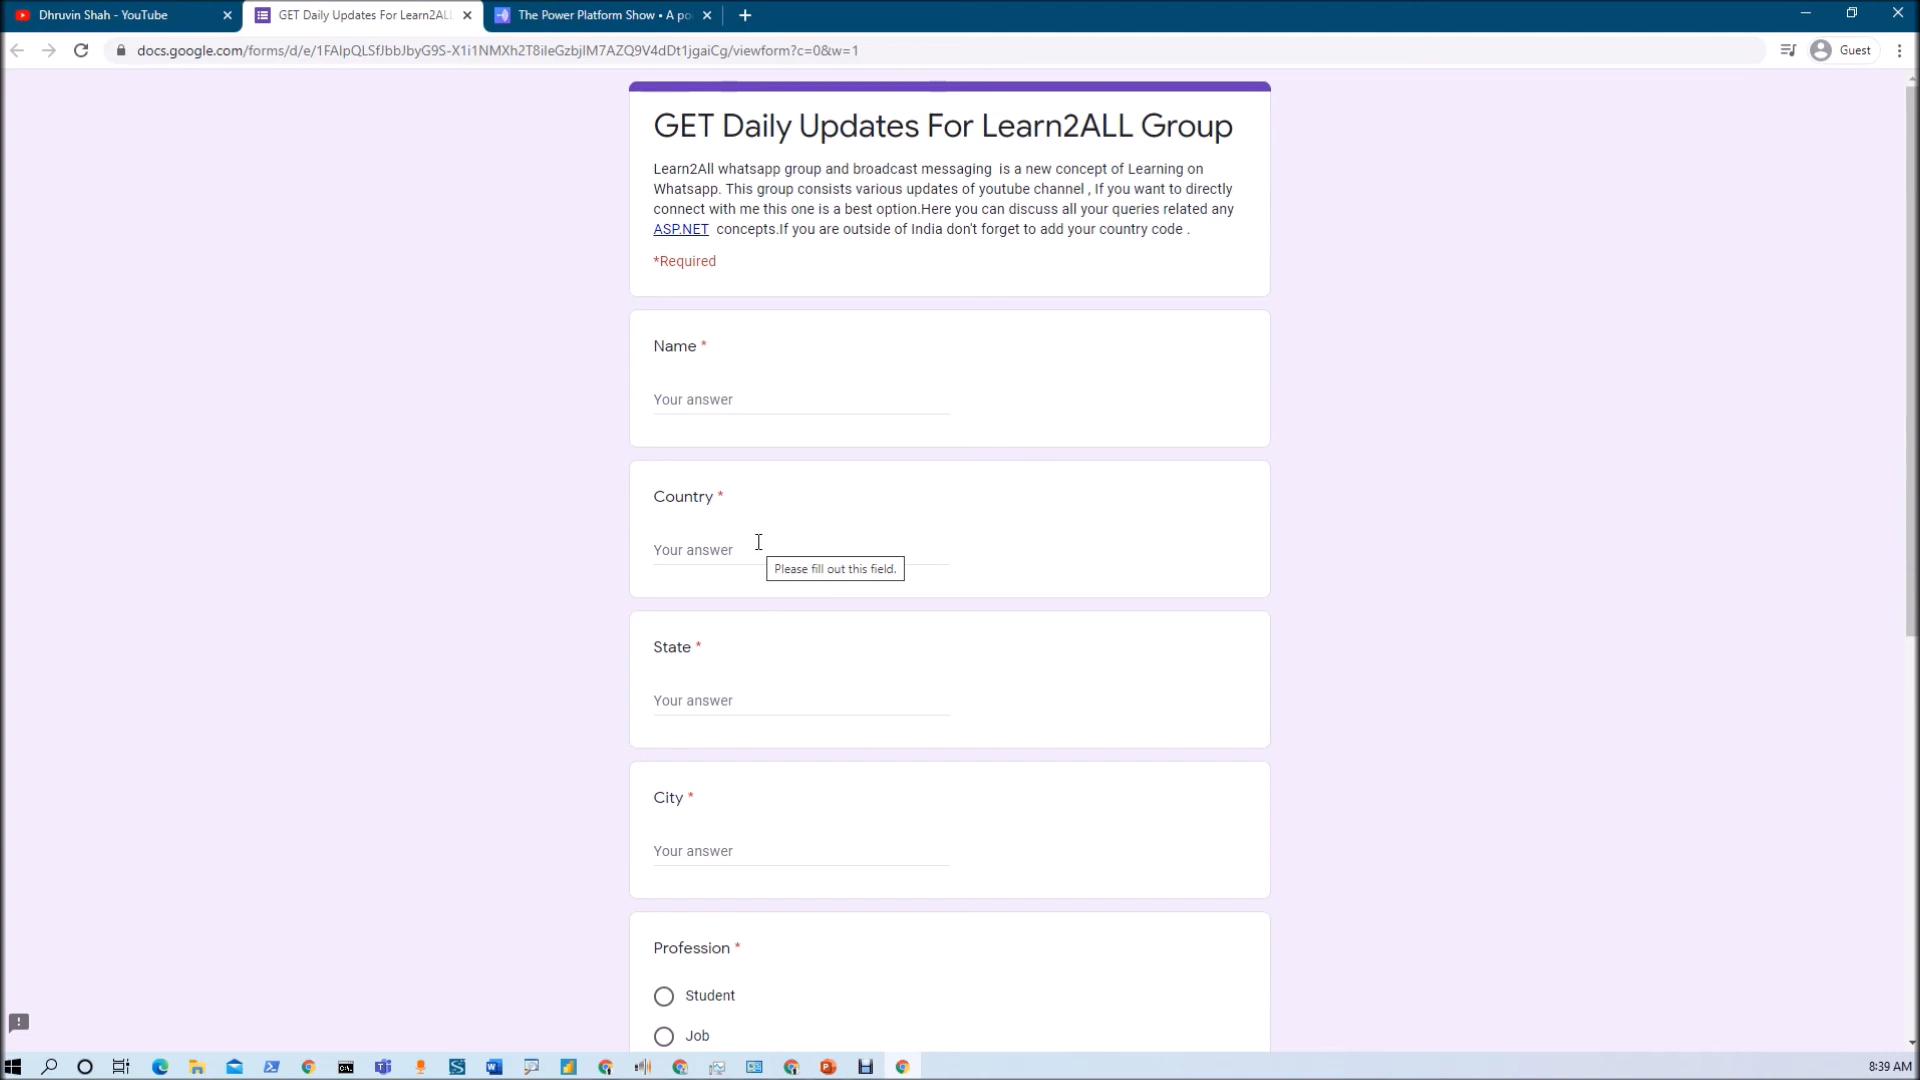 Dhruvin Shah - YouTube
GET Daily Updates For Learn2ALL
The Power Platform Show • A po
docs.google.com/forms/d/e/1FAIpQLSfJbbJbyG9S-X1i1NMXh2T8ileGzbjlM7AZQ9V4dDt1jgaiCg/viewform?c=0&w=1
Guest
GET Daily Updates For Learn2ALL Group
Learn2All whatsapp group and broadcast messaging  is a new concept of Learning on
Whatsapp. This group consists various updates of youtube channel , If you want to directly
connect with me this one is a best option.Here you can discuss all your queries related any
ASP.NET  concepts.If you are outside of India don't forget to add your country code .
*Required
Name *
Your answer
Country *
Your answer
Please fill out this field.
State *
Your answer
City *
Your answer
Profession *
Student
Job
8:39 AM